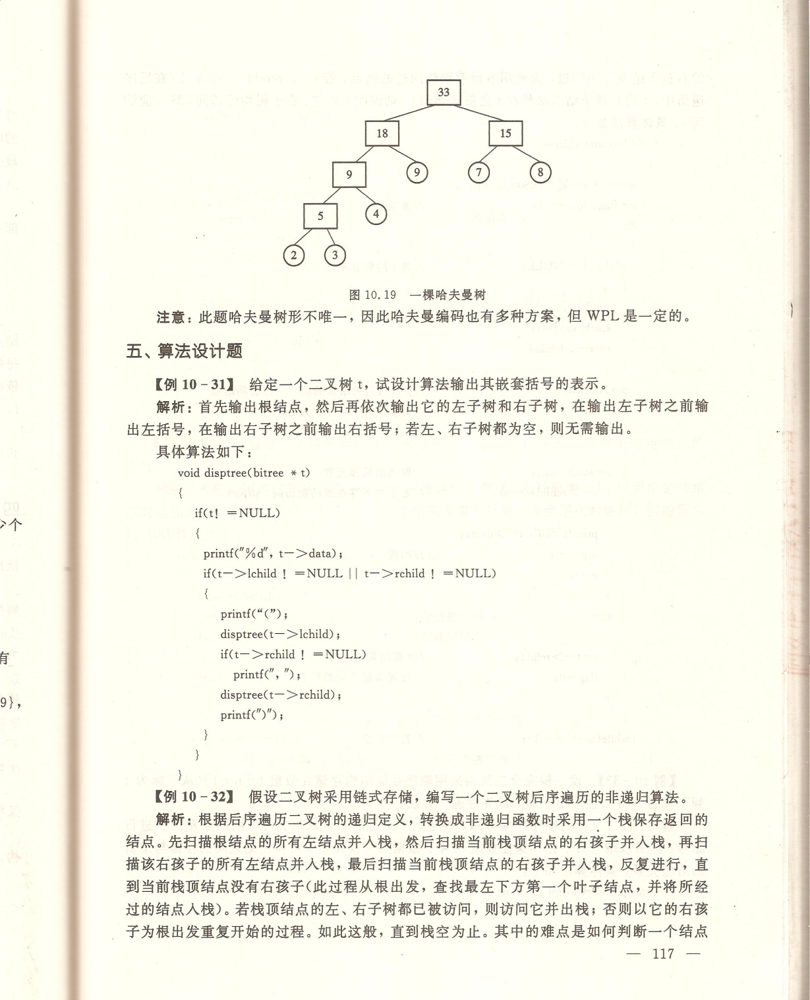 33
18
15
9
9
7
8
5
4
2
3
图 10.19 一棵哈夫曼树
注意：此题哈夫曼树形不唯一，因此哈夫曼编码也有多种方案，但 WPL 是一定的。
五、算法设计题
【例 10-31】 给定一个二叉树 t，试设计算法输出其嵌套括号的表示。
解析：首先输出根结点，然后再依次输出它的左子树和右子树，在输出左子树之前输
出左括号，在输出右子树之前输出右括号；若左、右子树都为空，则无需输出。
具体算法如下：
void disptree(bitree * t)
{
if(t! =NULL)
{
printf("%d", t—>data);
if(t—>lchild ! =NULL || t—>rchild ! =NULL)
{
printf(“(”);
disptree(t—>lchild);
if(t—>rchild ! =NULL)
printf(", ");
disptree(t—>rchild);
printf(")");
}
}
}
【例 10-32】 假设二叉树采用链式存储，编写一个二叉树后序遍历的非递归算法。
解析：根据后序遍历二叉树的递归定义，转换成非递归函数时采用一个栈保存返回的
结点。先扫描根结点的所有左结点并入栈，然后扫描当前栈顶结点的右孩子并入栈，再扫
描该右孩子的所有左结点并入栈，最后扫描当前栈顶结点的右孩子并入栈，反复进行，直
到当前栈顶结点没有右孩子(此过程从根出发，查找最左下方第一个叶子结点，并将所经
过的结点入栈)。若栈顶结点的左、右子树都已被访问，则访问它并出栈；否则以它的右孩
子为根出发重复开始的过程。如此这般，直到栈空为止。其中的难点是如何判断一个结点
— 117 —
个
有
9}，